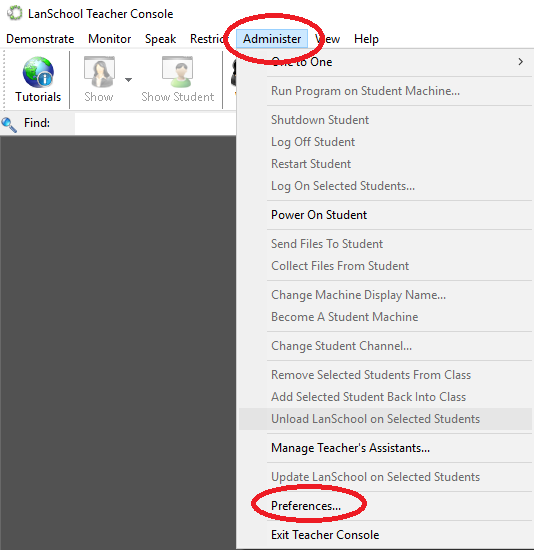 LanSchool Teacher Console
Demonstrate Monitor Speak Restrict Administer View Help
Tutorials Show Show Student
Find:
One to One
Run Program on Student Machine...
Shutdown Student
Log Off Student
Restart Student
Log On Selected Students...
Power On Student
Send Files To Student
Collect Files From Student
Change Machine Display Name...
Become A Student Machine
Change Student Channel...
Remove Selected Students From Class
Add Selected Student Back Into Class
Unload LanSchool on Selected Students
Manage Teacher's Assistants...
Update LanSchool on Selected Students
Preferences...
Exit Teacher Console